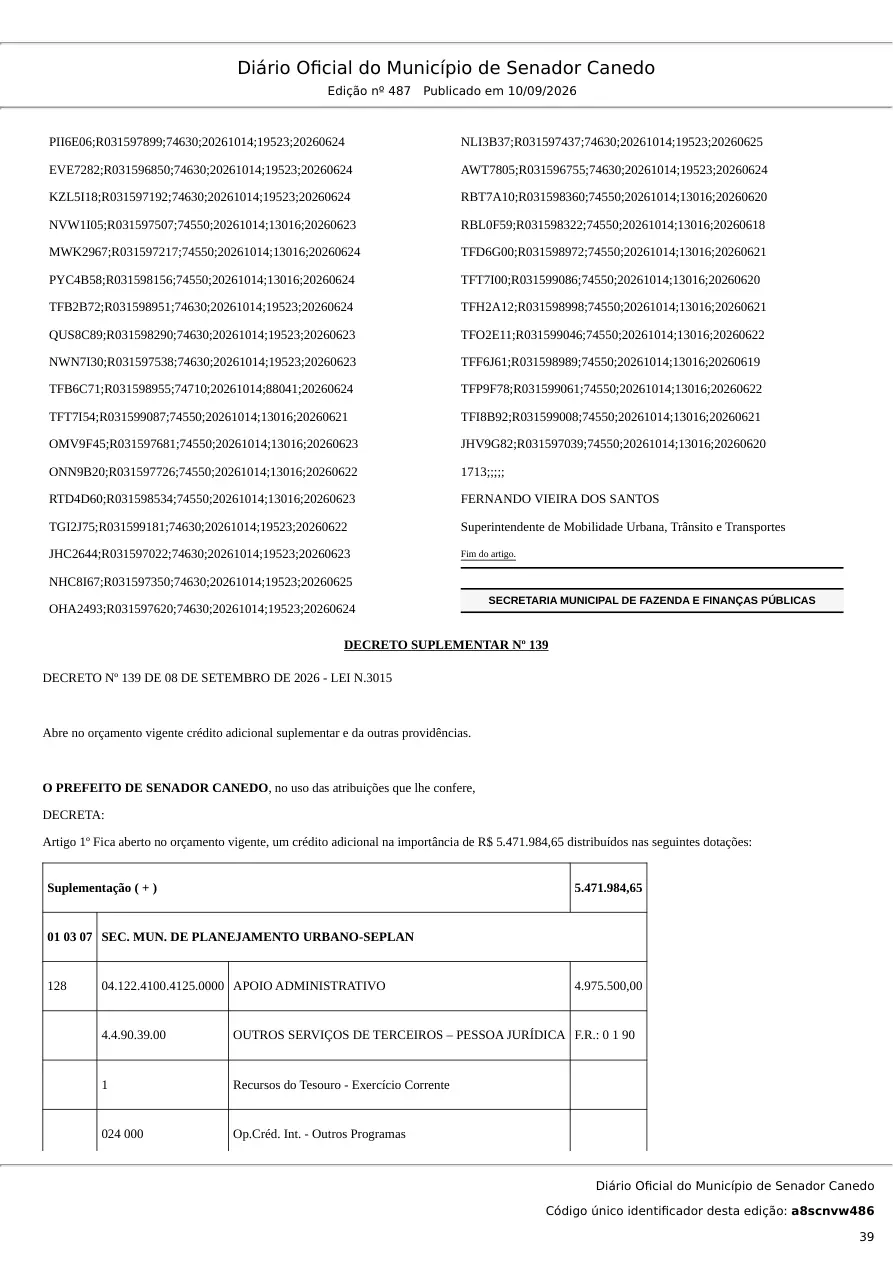 Diário Oficial do Município de Senador Canedo
Edição nº 487 Publicado em 10/09/2026
PII6E06;R031597899;74630;20261014;19523;20260624
EVE7282;R031596850;74630;20261014;19523;20260624
KZL5I18;R031597192;74630;20261014;19523;20260624
NVW1I05;R031597507;74550;20261014;13016;20260623
MWK2967;R031597217;74550;20261014;13016;20260624
PYC4B58;R031598156;74550;20261014;13016;20260624
TFB2B72;R031598951;74630;20261014;19523;20260624
QUS8C89;R031598290;74630;20261014;19523;20260623
NWN7I30;R031597538;74630;20261014;19523;20260623
TFB6C71;R031598955;74710;20261014;88041;20260624
TFT7I54;R031599087;74550;20261014;13016;20260621
OMV9F45;R031597681;74550;20261014;13016;20260623
ONN9B20;R031597726;74550;20261014;13016;20260622
RTD4D60;R031598534;74550;20261014;13016;20260623
TGI2J75;R031599181;74630;20261014;19523;20260622
JHC2644;R031597022;74630;20261014;19523;20260623
NHC8I67;R031597350;74630;20261014;19523;20260625
OHA2493;R031597620;74630;20261014;19523;20260624
NLI3B37;R031597437;74630;20261014;19523;20260625
AWT7805;R031596755;74630;20261014;19523;20260624
RBT7A10;R031598360;74550;20261014;13016;20260620
RBL0F59;R031598322;74550;20261014;13016;20260618
TFD6G00;R031598972;74550;20261014;13016;20260621
TFT7I00;R031599086;74550;20261014;13016;20260620
TFH2A12;R031598998;74550;20261014;13016;20260621
TFO2E11;R031599046;74550;20261014;13016;20260622
TFF6J61;R031598989;74550;20261014;13016;20260619
TFP9F78;R031599061;74550;20261014;13016;20260622
TFI8B92;R031599008;74550;20261014;13016;20260621
JHV9G82;R031597039;74550;20261014;13016;20260620
1713;;;;;
FERNANDO VIEIRA DOS SANTOS
Superintendente de Mobilidade Urbana, Trânsito e Transportes
Fim do artigo.
SECRETARIA MUNICIPAL DE FAZENDA E FINANÇAS PÚBLICAS
DECRETO SUPLEMENTAR Nº 139
DECRETO Nº 139 DE 08 DE SETEMBRO DE 2026 - LEI N.3015
Abre no orçamento vigente crédito adicional suplementar e da outras providências.
O PREFEITO DE SENADOR CANEDO, no uso das atribuições que lhe confere,
DECRETA:
Artigo 1º Fica aberto no orçamento vigente, um crédito adicional na importância de R$ 5.471.984,65 distribuídos nas seguintes dotações:
Suplementação ( + ) 5.471.984,65
01 03 07 SEC. MUN. DE PLANEJAMENTO URBANO-SEPLAN
128 04.122.4100.4125.0000 APOIO ADMINISTRATIVO 4.975.500,00
4.4.90.39.00 OUTROS SERVIÇOS DE TERCEIROS – PESSOA JURÍDICA F.R.: 0 1 90
1 Recursos do Tesouro - Exercício Corrente
024 000 Op.Créd. Int. - Outros Programas
Diário Oficial do Município de Senador Canedo
Código único identificador desta edição: a8scnvw486
39